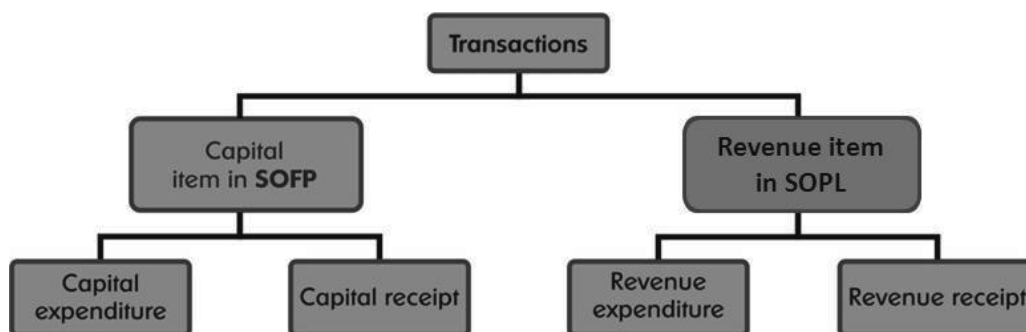 Transactions
Capital
item in SOFP
Revenue item
in SOPL
Capital
expenditure
Capital receipt
Revenue
expenditure
Revenue receipt